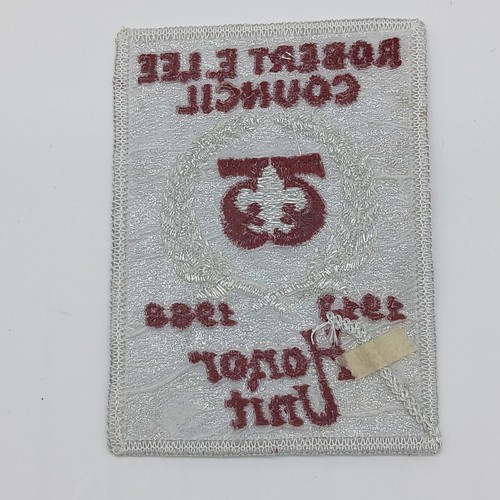 ROBERT E. LEE
COUNCIL
75
1913 1988
Honor
Unit